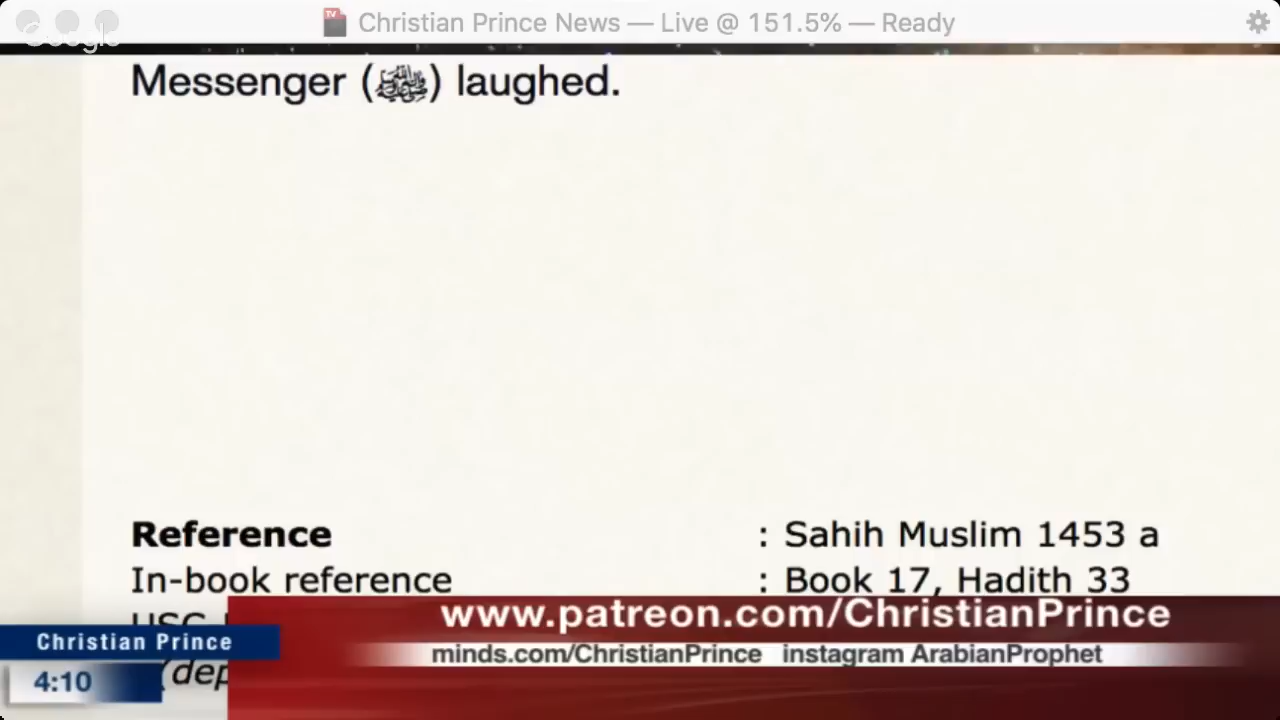 Christian Prince News — Live @ 151.5% — Ready
Google
Messenger (ﷺ) laughed.
Reference : Sahih Muslim 1453 a
In-book reference : Book 17, Hadith 33
www.patreon.com/ChristianPrince
Christian Prince
minds.com/ChristianPrince instagram ArabianProphet
4:10